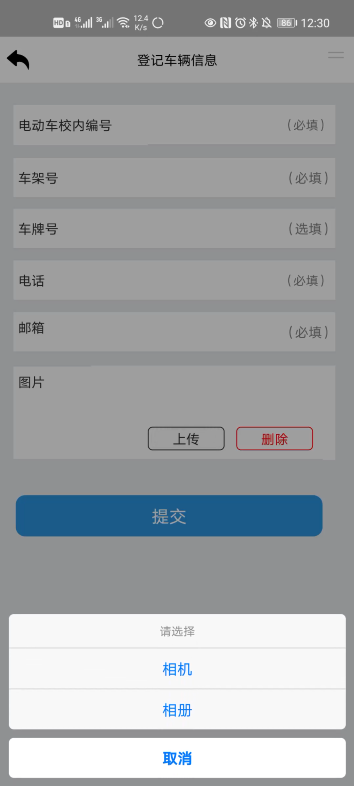 HD 4G 3G 12.4 K/s 86 12:30
登记车辆信息
电动车校内编号 (必填)
车架号 (必填)
车牌号 (选填)
电话 (必填)
邮箱 (必填)
图片
上传 删除
提交
请选择
相机
相册
取消